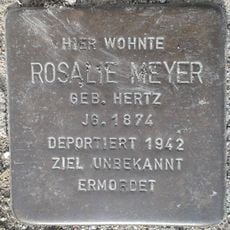 HIER WOHNTE
ROSALIE MEYER
GEB. HERTZ
JG. 1874
DEPORTIERT 1942
ZIEL UNBEKANNT
ERMORDET